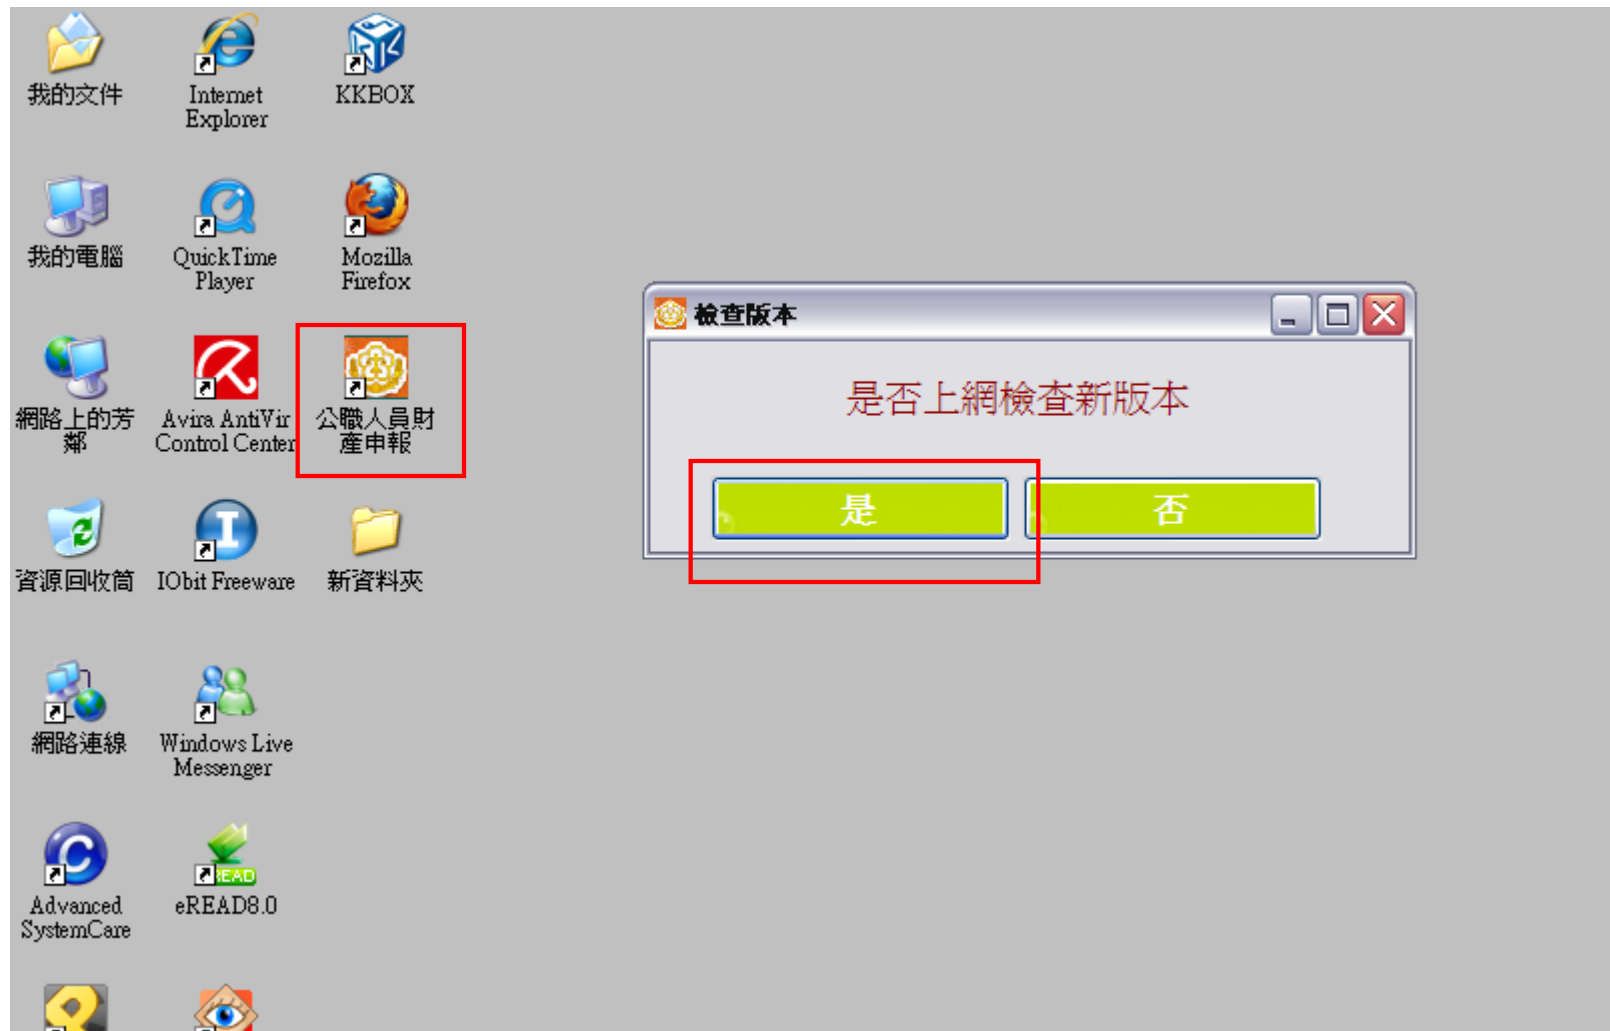 我的文件
Internet
Explorer
KKBOX
我的電腦
QuickTime
Player
Mozilla
Firefox
網路上的芳
鄰
Avira AntiVir
Control Center
公職人員財
產申報
資源回收筒
IObit Freeware
新資料夾
網路連線
Windows Live
Messenger
Advanced
SystemCare
READ
eREAD8.0
檢查版本
是否上網檢查新版本
是
否